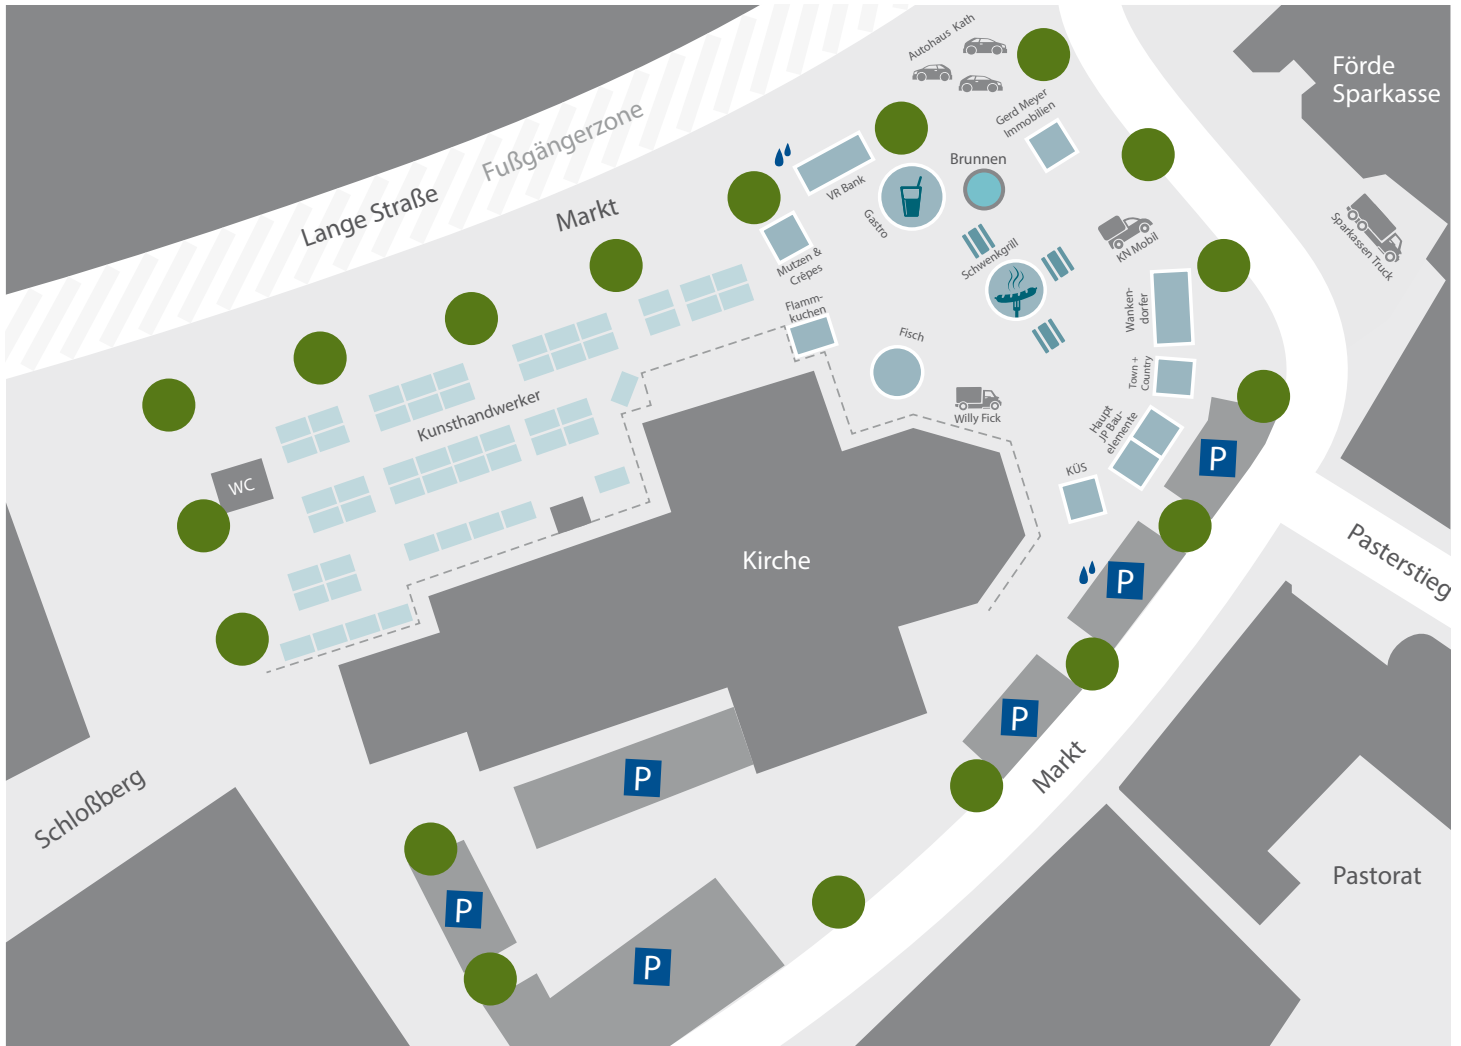 Autohaus Kath
Förde
Sparkasse
Fußgängerzone
Gerd Meyer
Immobilien
Brunnen
VR Bank
Lange Straße
Markt
Gastro
Mutzen &
Crêpes
Schwenkgrill
KN Mobil
Sparkassen Truck
Flamm-
kuchen
Wanken-
dorfer
Fisch
Town +
Country
Kunsthandwerker
Willy Fick
Haupt
JP Bau-
elemente
WC
KÜS
P
Kirche
Pasterstieg
P
P
P
Markt
Schloßberg
Pastorat
P
P